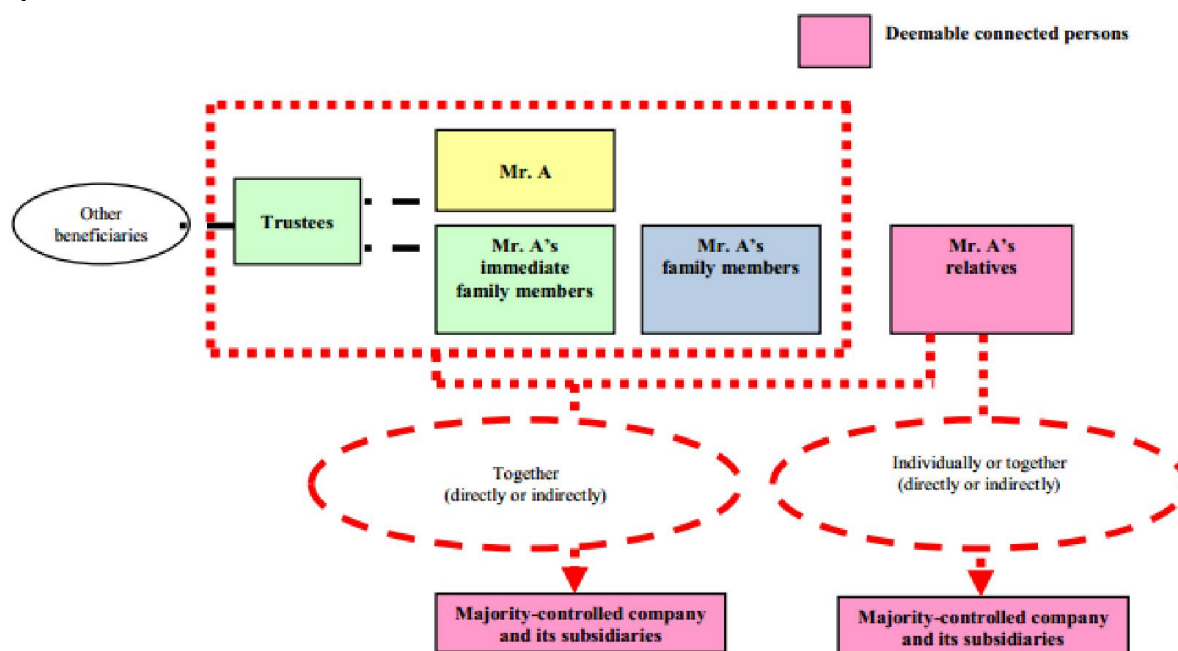 Deemable connected persons
Mr. A
Other
beneficiaries
Trustees
Mr. A’s
immediate
family members
Mr. A’s
family members
Mr. A’s
relatives
Together
(directly or indirectly)
Individually or together
(directly or indirectly)
Majority-controlled company
and its subsidiaries
Majority-controlled company
and its subsidiaries